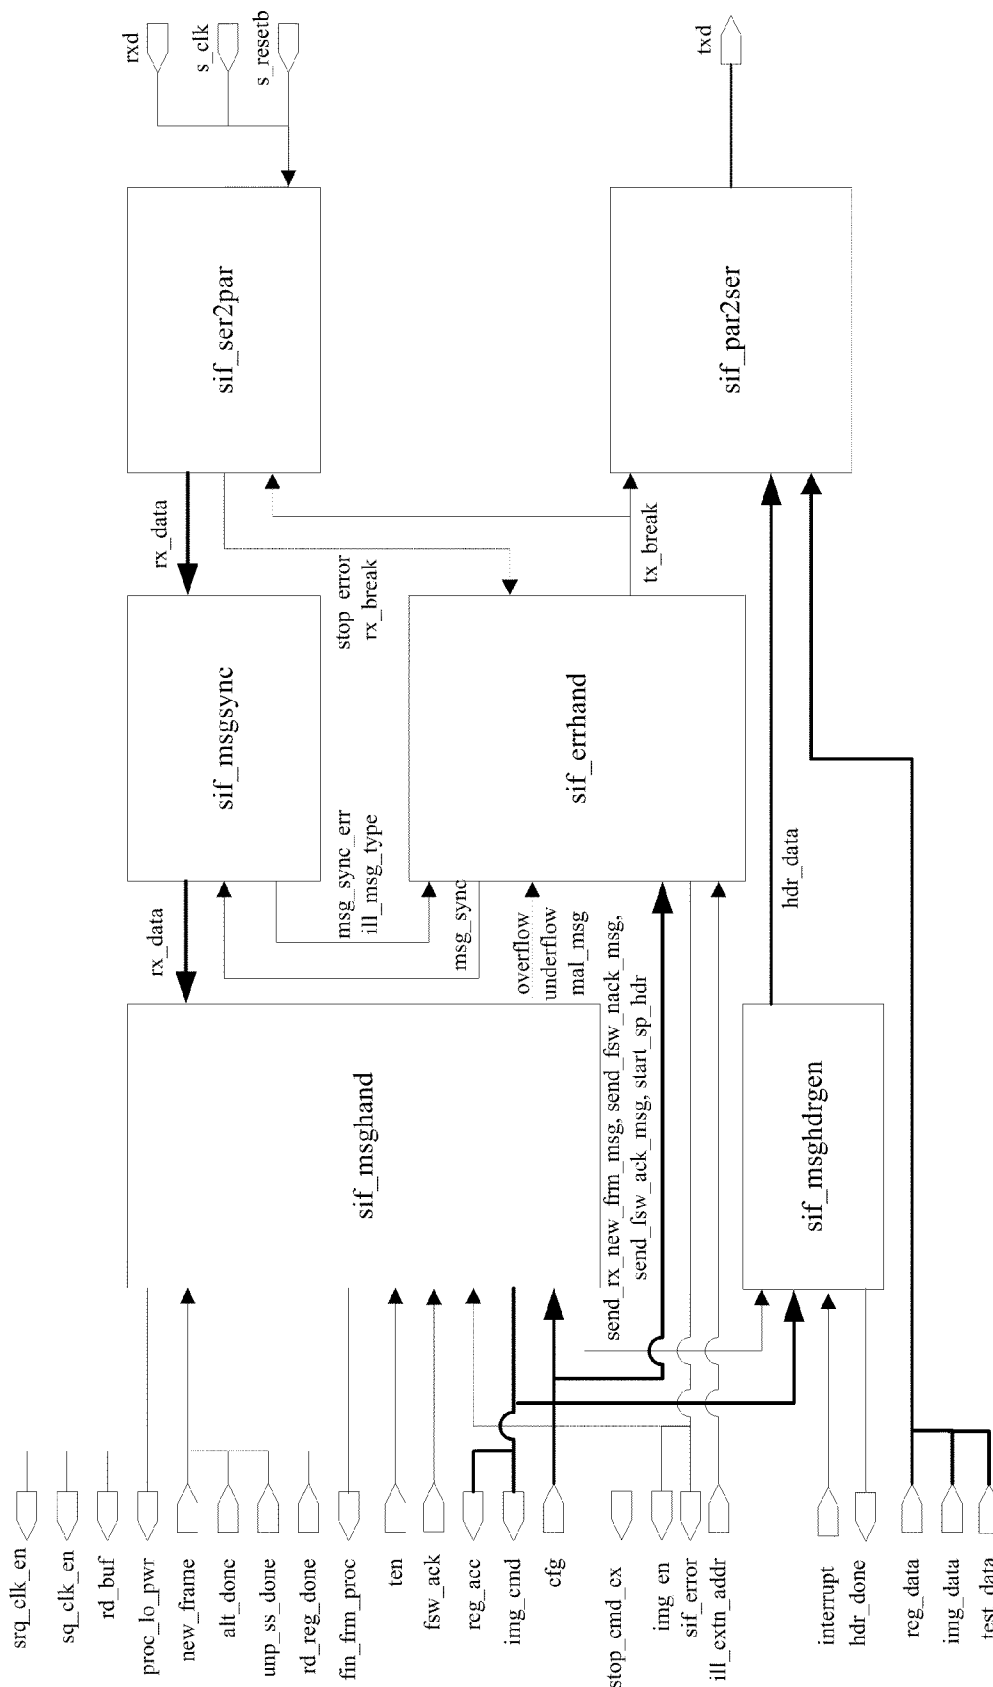 srq_clk_en
sq_clk_en
rd_buf
proc_lo_pwr
new_frame
alt_done
unp_ss_done
rd_reg_done
fin_frm_proc
ten
fsw_ack
reg_acc
img_cmd
cfg
stop_cmd_ex
img_en
sif_error
ill_extn_addr
interrupt
hdr_done
reg_data
img_data
test_data
sif_msghand
rx_data
sif_msgsync
rx_data
sif_ser2par
rxd
s_clk
s_resetb
msg_sync_err
ill_msg_type
msg_sync
stop_error
rx_break
overflow
underflow
mal_msg
sif_errhand
tx_break
send_rx_new_frm_msg, send_fsw_nack_msg,
send_fsw_ack_msg, start_sp_hdr
sif_msghdrgen
hdr_data
sif_par2ser
txd